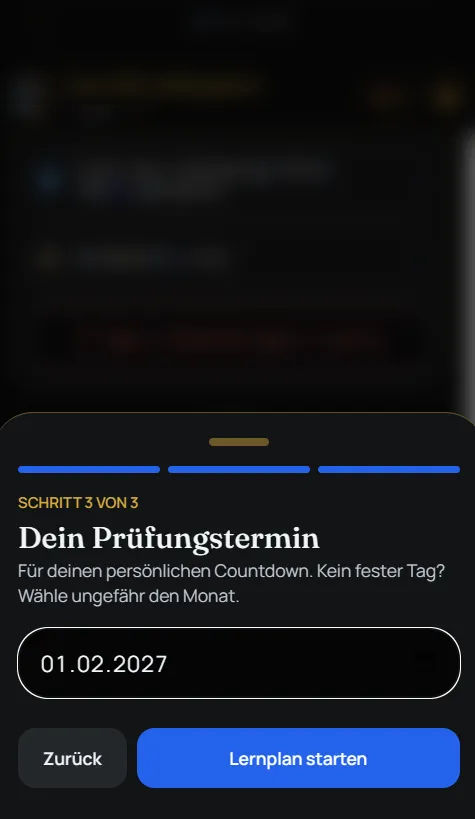 SCHRITT 3 VON 3
Dein Prüfungstermin
Für deinen persönlichen Countdown. Kein fester Tag?
Wähle ungefähr den Monat.
01.02.2027
Zurück
Lernplan starten